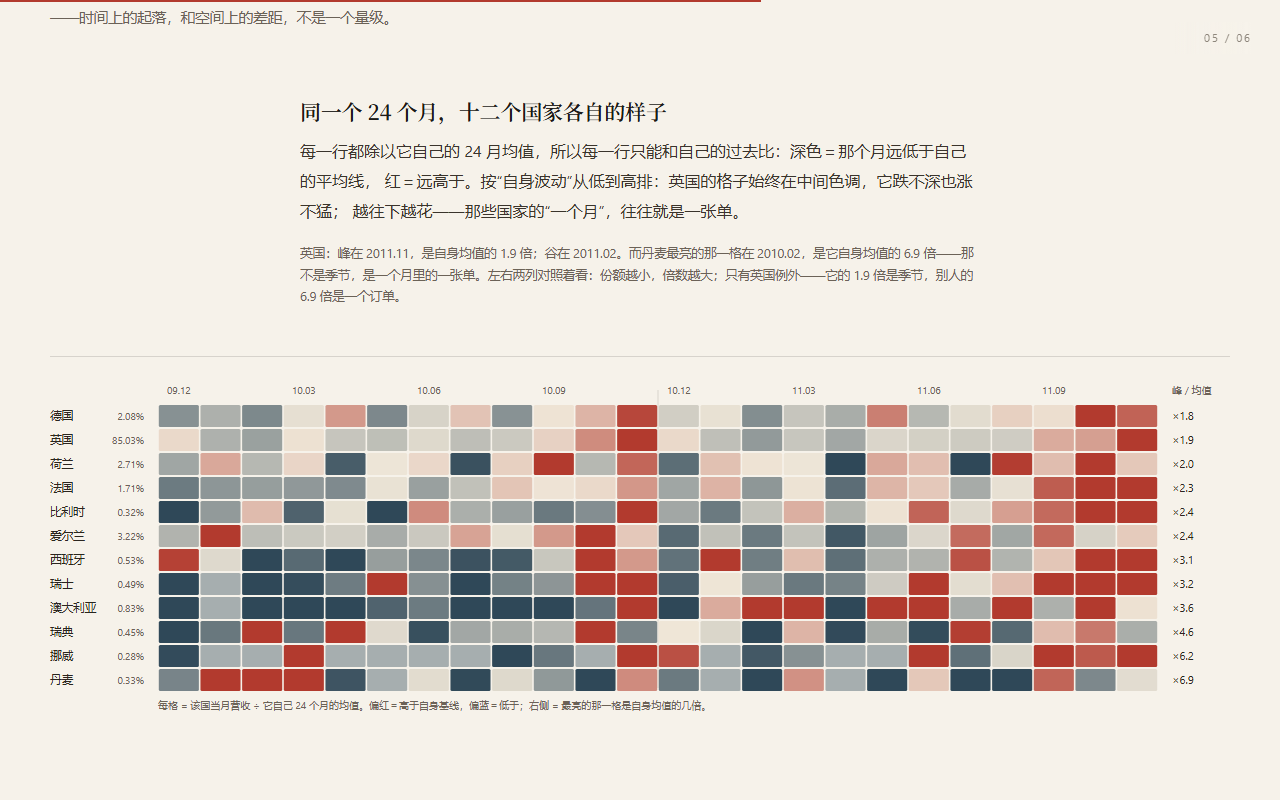 ——时间上的起落，和空间上的差距，不是一个量级。
05 / 06
同一个 24 个月，十二个国家各自的样子
每一行都除以它自己的 24 月均值，所以每一行只能和自己的过去比：深色 = 那个月远低于自己
的平均线， 红 = 远高于。按“自身波动”从低到高排：英国的格子始终在中间色调，它跌不深也涨
不猛； 越往下越花——那些国家的“一个月”，往往就是一张单。
英国：峰在 2011.11，是自身均值的 1.9 倍；谷在 2011.02。而丹麦最亮的那一格在 2010.02，是它自身均值的 6.9 倍——那
不是季节，是一个月里的一张单。左右两列对照着看：份额越小，倍数越大；只有英国例外——它的 1.9 倍是季节，别人的
6.9 倍是一个订单。
09.12 10.03 10.06 10.09 10.12 11.03 11.06 11.09 峰 / 均值
德国 2.08% ×1.8
英国 85.03% ×1.9
荷兰 2.71% ×2.0
法国 1.71% ×2.3
比利时 0.32% ×2.4
爱尔兰 3.22% ×2.4
西班牙 0.53% ×3.1
瑞士 0.49% ×3.2
澳大利亚 0.83% ×3.6
瑞典 0.45% ×4.6
挪威 0.28% ×6.2
丹麦 0.33% ×6.9
每格 = 该国当月营收 ÷ 它自己 24 个月的均值。偏红 = 高于自身基线，偏蓝 = 低于；右侧 = 最亮的那一格是自身均值的几倍。